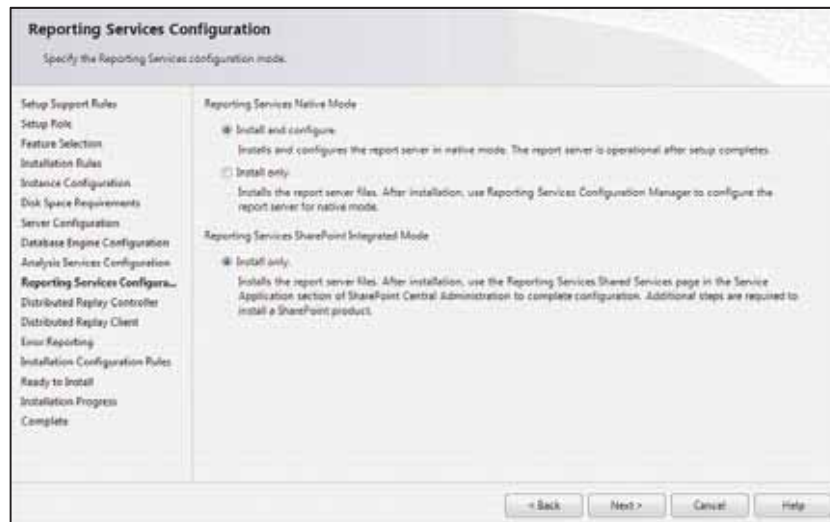 Reporting Services Configuration
Specify the Reporting Services configuration mode.
Setup Support Rules
Setup Role
Feature Selection
Installation Rules
Instance Configuration
Disk Space Requirements
Server Configuration
Database Engine Configuration
Analysis Services Configuration
Reporting Services Configura...
Distributed Replay Controller
Distributed Replay Client
Error Reporting
Installation Configuration Rules
Ready to Install
Installation Progress
Complete
Reporting Services Native Mode
Install and configure.
Installs and configures the report server in native mode. The report server is operational after setup completes.
Install only.
Installs the report server files. After installation, use Reporting Services Configuration Manager to configure the
report server for native mode.
Reporting Services SharePoint Integrated Mode
Install only.
Installs the report server files. After installation, use the Reporting Services Shared Services page in the Service
Application section of SharePoint Central Administration to complete configuration. Additional steps are required to
install a SharePoint product.
< Back
Next >
Cancel
Help